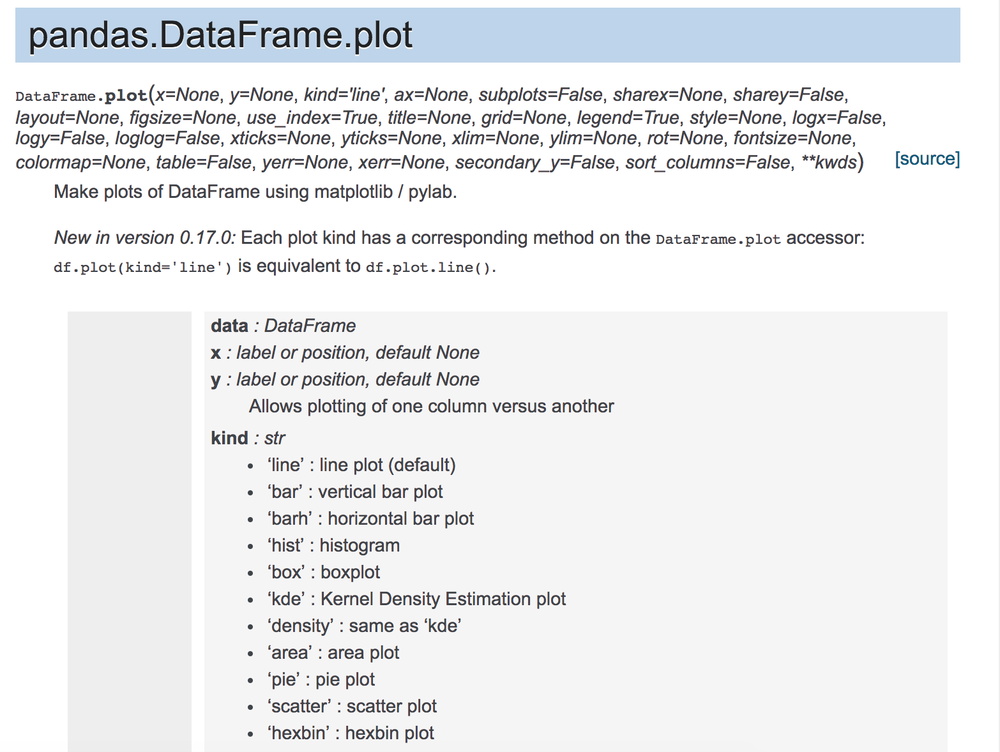 pandas.DataFrame.plot
DataFrame.plot(x=None, y=None, kind='line', ax=None, subplots=False, sharex=None, sharey=False,
layout=None, figsize=None, use_index=True, title=None, grid=None, legend=True, style=None, logx=False,
logy=False, loglog=False, xticks=None, yticks=None, xlim=None, ylim=None, rot=None, fontsize=None,
colormap=None, table=False, yerr=None, xerr=None, secondary_y=False, sort_columns=False, **kwds) [source]
Make plots of DataFrame using matplotlib / pylab.
New in version 0.17.0: Each plot kind has a corresponding method on the DataFrame.plot accessor:
df.plot(kind='line') is equivalent to df.plot.line().
data : DataFrame
x : label or position, default None
y : label or position, default None
Allows plotting of one column versus another
kind : str
• ‘line’ : line plot (default)
• ‘bar’ : vertical bar plot
• ‘barh’ : horizontal bar plot
• ‘hist’ : histogram
• ‘box’ : boxplot
• ‘kde’ : Kernel Density Estimation plot
• ‘density’ : same as ‘kde’
• ‘area’ : area plot
• ‘pie’ : pie plot
• ‘scatter’ : scatter plot
• ‘hexbin’ : hexbin plot